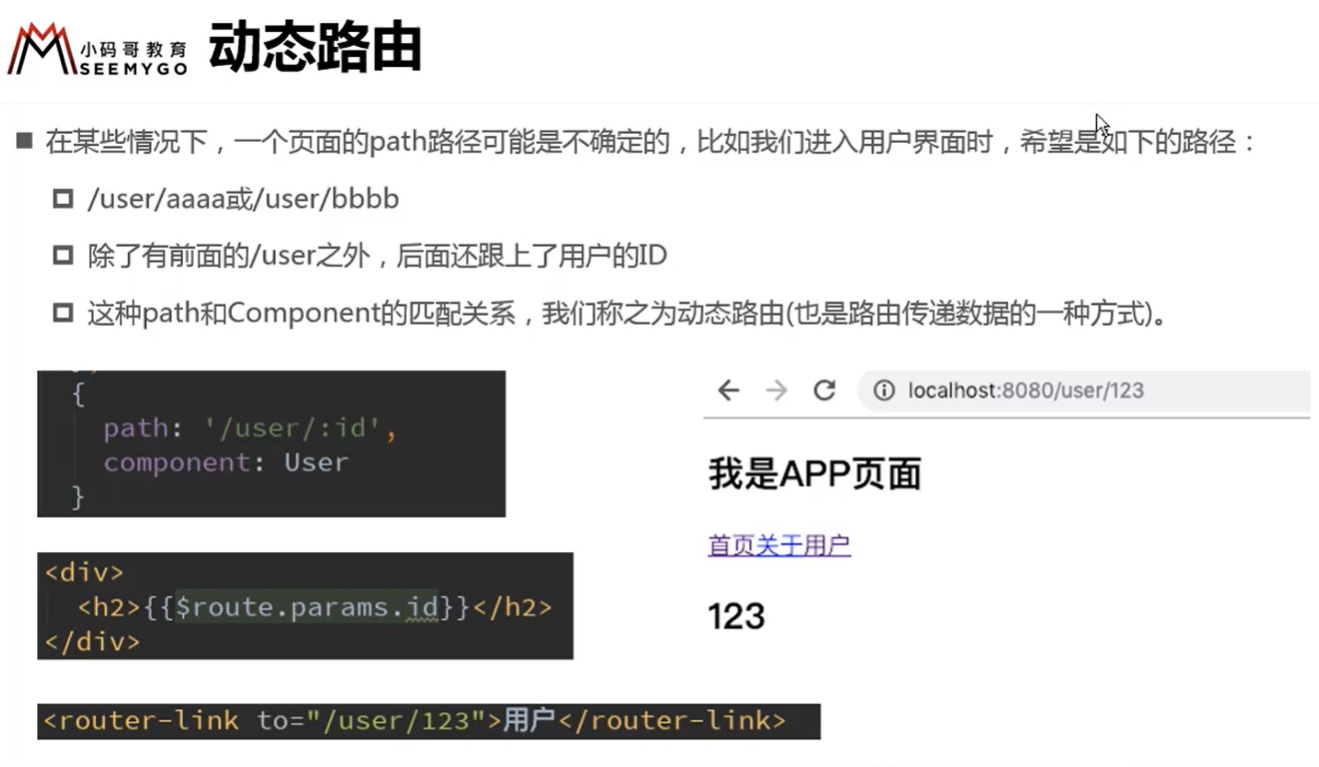 小码哥教育
SEEMYGO
动态路由
在某些情况下，一个页面的path路径可能是不确定的，比如我们进入用户界面时，希望是如下的路径：
/user/aaaa或/user/bbbb
除了有前面的/user之外，后面还跟上了用户的ID
这种path和Component的匹配关系，我们称之为动态路由(也是路由传递数据的一种方式)。
{
path: '/user/:id',
component: User
}
<div>
<h2>{{$route.params.id}}</h2>
</div>
<router-link to="/user/123">用户</router-link>
localhost:8080/user/123
我是APP页面
首页关于用户
123